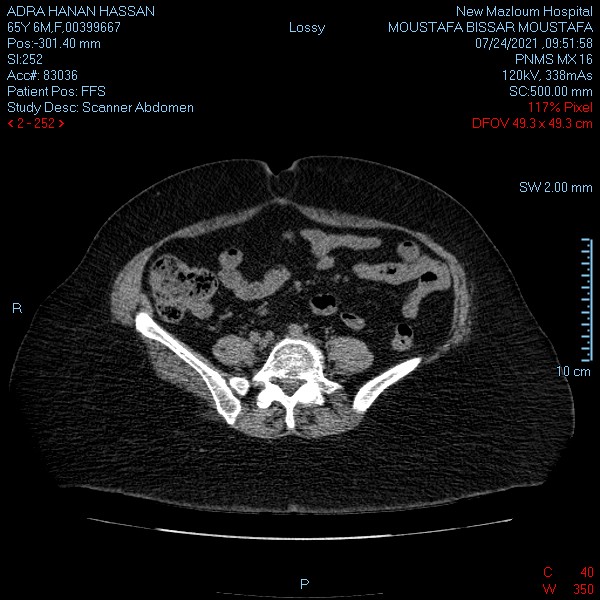 ADRA HANAN HASSAN
65Y 6M,F,00399667
Pos:-301.40 mm
SI:252
Acc#: 83036
Patient Pos: FFS
Study Desc: Scanner Abdomen
< 2 - 252 >
Lossy
New Mazloum Hospital
MOUSTAFA BISSAR MOUSTAFA
07/24/2021 ,09:51:58
PNMS MX 16
120kV, 338mAs
SC:500.00 mm
117% Pixel
DFOV 49.3 x 49.3 cm
SW 2.00 mm
R
10 cm
P
C 40
W 350